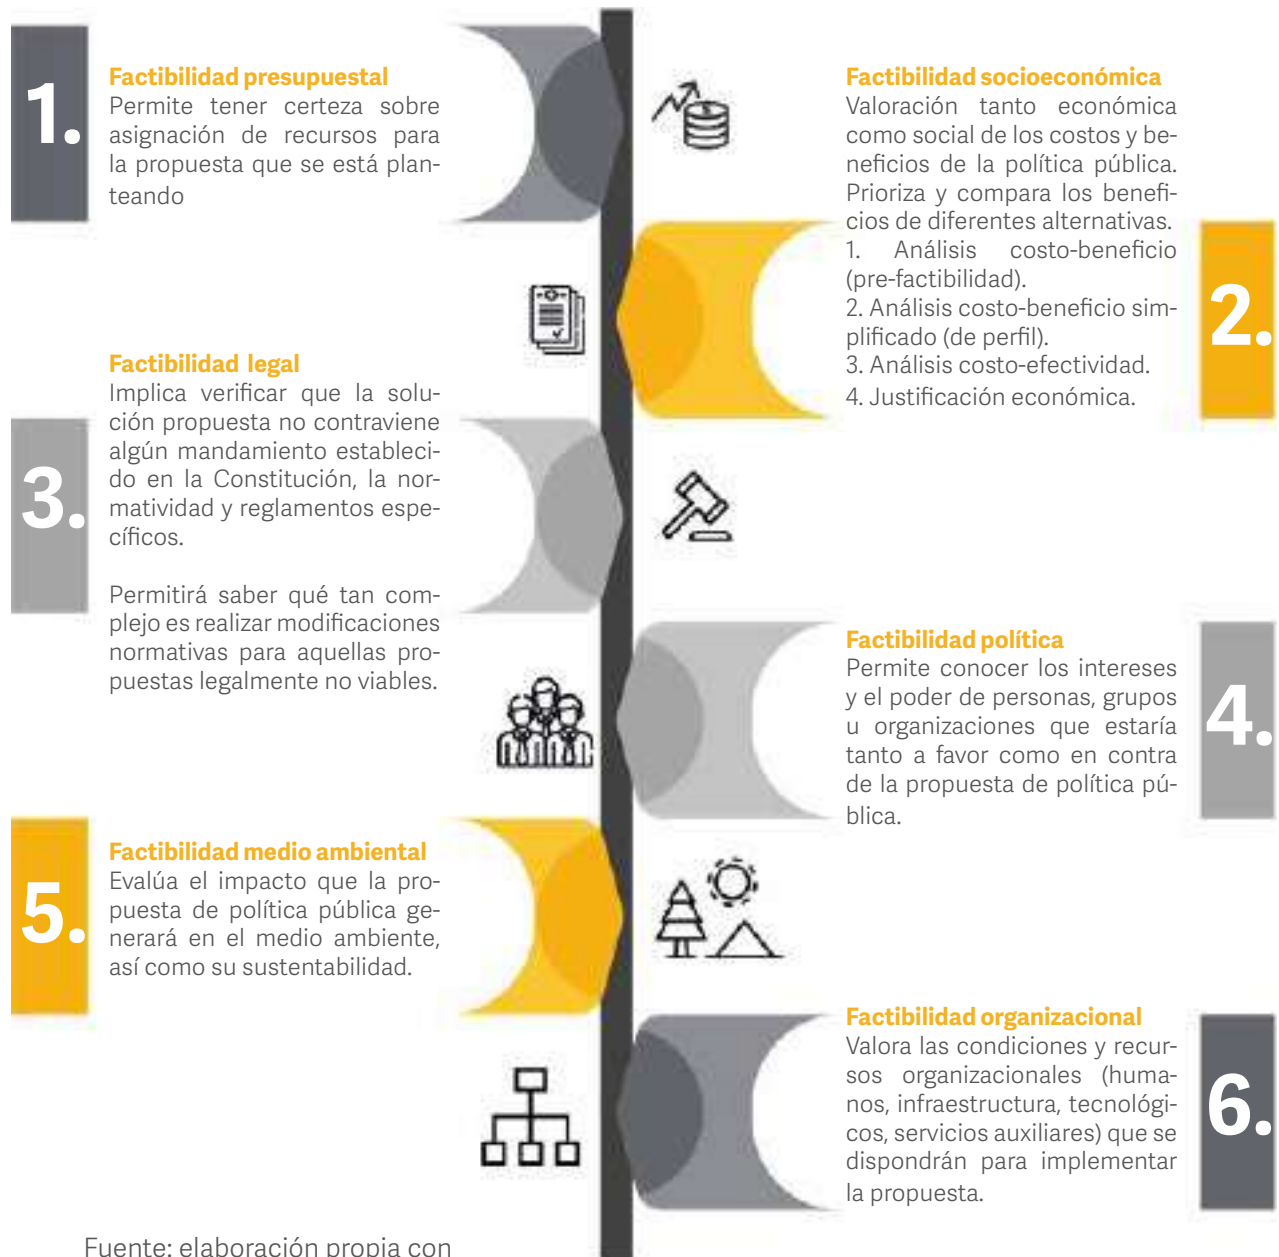 1.
Factibilidad presupuestal
Permite tener certeza sobre
asignación de recursos para
la propuesta que se está plan-
teando
Factibilidad socioeconómica
Valoración tanto económica
como social de los costos y be-
neficios de la política pública.
Prioriza y compara los benefi-
cios de diferentes alternativas.
1. Análisis costo-beneficio
(pre-factibilidad).
2. Análisis costo-beneficio sim-
plificado (de perfil).
3. Análisis costo-efectividad.
4. Justificación económica.
2.
Factibilidad legal
Implica verificar que la solu-
ción propuesta no contraviene
algún mandamiento estableci-
do en la Constitución, la nor-
matividad y reglamentos espe-
cíficos.
Permitirá saber qué tan com-
plejo es realizar modificaciones
normativas para aquellas pro-
puestas legalmente no viables.
3.
Factibilidad política
Permite conocer los intereses
y el poder de personas, grupos
u organizaciones que estaría
tanto a favor como en contra
de la propuesta de política pú-
blica.
4.
Factibilidad medio ambiental
Evalúa el impacto que la pro-
puesta de política pública ge-
nerará en el medio ambiente,
así como su sustentabilidad.
5.
Factibilidad organizacional
Valora las condiciones y recur-
sos organizacionales (huma-
nos, infraestructura, tecnológi-
cos, servicios auxiliares) que se
dispondrán para implementar
la propuesta.
6.
Fuente: elaboración propia con